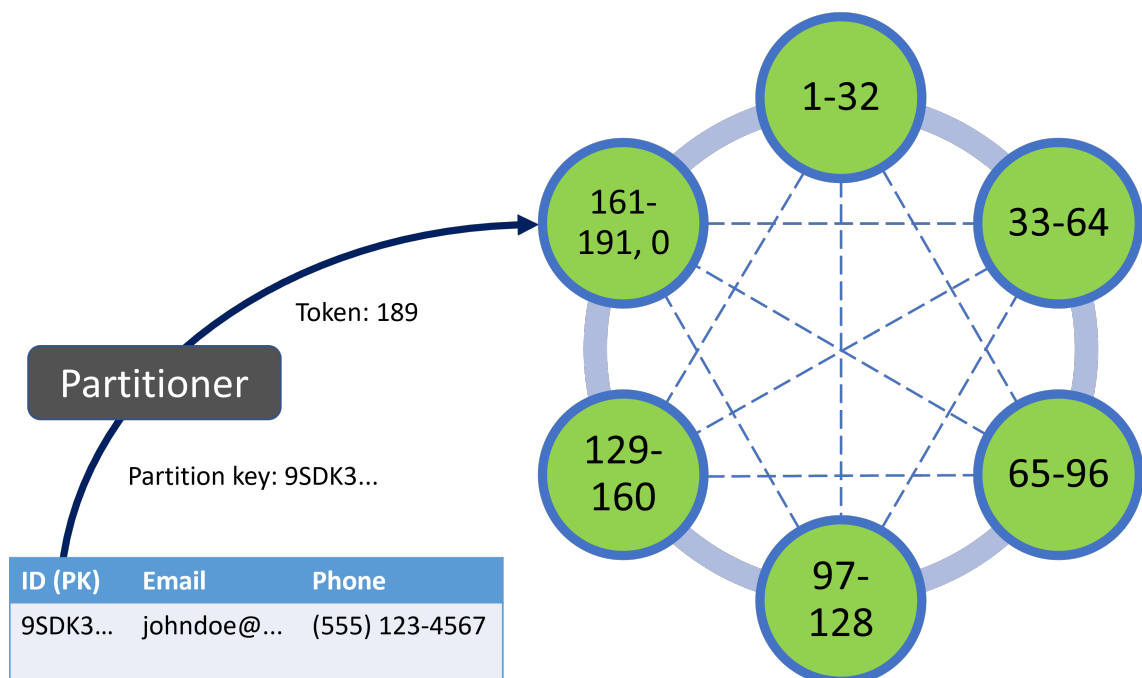 1-32
161-
191, 0
33-64
Token: 189
Partitioner
129-
160
Partition key: 9SDK3...
65-96
97-
128
ID (PK) Email Phone
9SDK3... johndoe@... (555) 123-4567